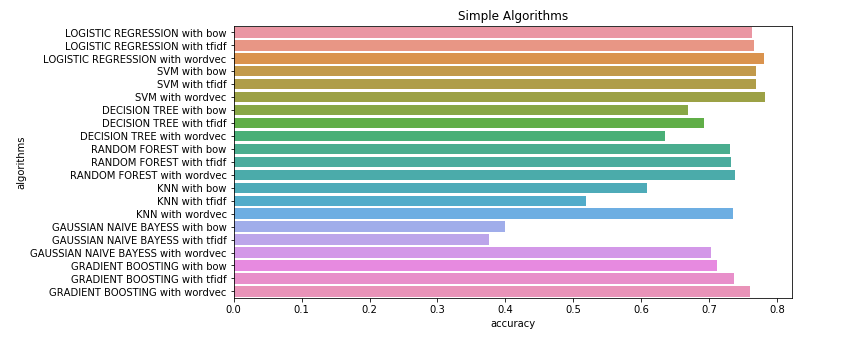 Simple Algorithms
algorithms
LOGISTIC REGRESSION with bow
LOGISTIC REGRESSION with tfidf
LOGISTIC REGRESSION with wordvec
SVM with bow
SVM with tfidf
SVM with wordvec
DECISION TREE with bow
DECISION TREE with tfidf
DECISION TREE with wordvec
RANDOM FOREST with bow
RANDOM FOREST with tfidf
RANDOM FOREST with wordvec
KNN with bow
KNN with tfidf
KNN with wordvec
GAUSSIAN NAIVE BAYESS with bow
GAUSSIAN NAIVE BAYESS with tfidf
GAUSSIAN NAIVE BAYESS with wordvec
GRADIENT BOOSTING with bow
GRADIENT BOOSTING with tfidf
GRADIENT BOOSTING with wordvec
0.0 0.1 0.2 0.3 0.4 0.5 0.6 0.7 0.8
accuracy